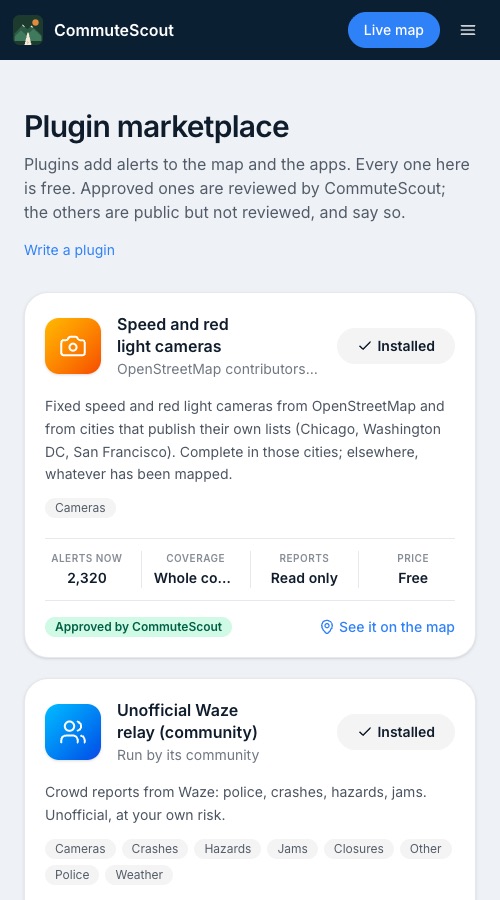 CommuteScout
Live map
Plugin marketplace
Plugins add alerts to the map and the apps. Every one here
is free. Approved ones are reviewed by CommuteScout;
the others are public but not reviewed, and say so.
Write a plugin
Speed and red
light cameras
OpenStreetMap contributors...
Installed
Fixed speed and red light cameras from OpenStreetMap and
from cities that publish their own lists (Chicago, Washington
DC, San Francisco). Complete in those cities; elsewhere,
whatever has been mapped.
Cameras
ALERTS NOW COVERAGE REPORTS PRICE
2,320 Whole co... Read only Free
Approved by CommuteScout See it on the map
Unofficial Waze
relay (community)
Run by its community
Installed
Crowd reports from Waze: police, crashes, hazards, jams.
Unofficial, at your own risk.
Cameras Crashes Hazards Jams Closures Other
Police Weather